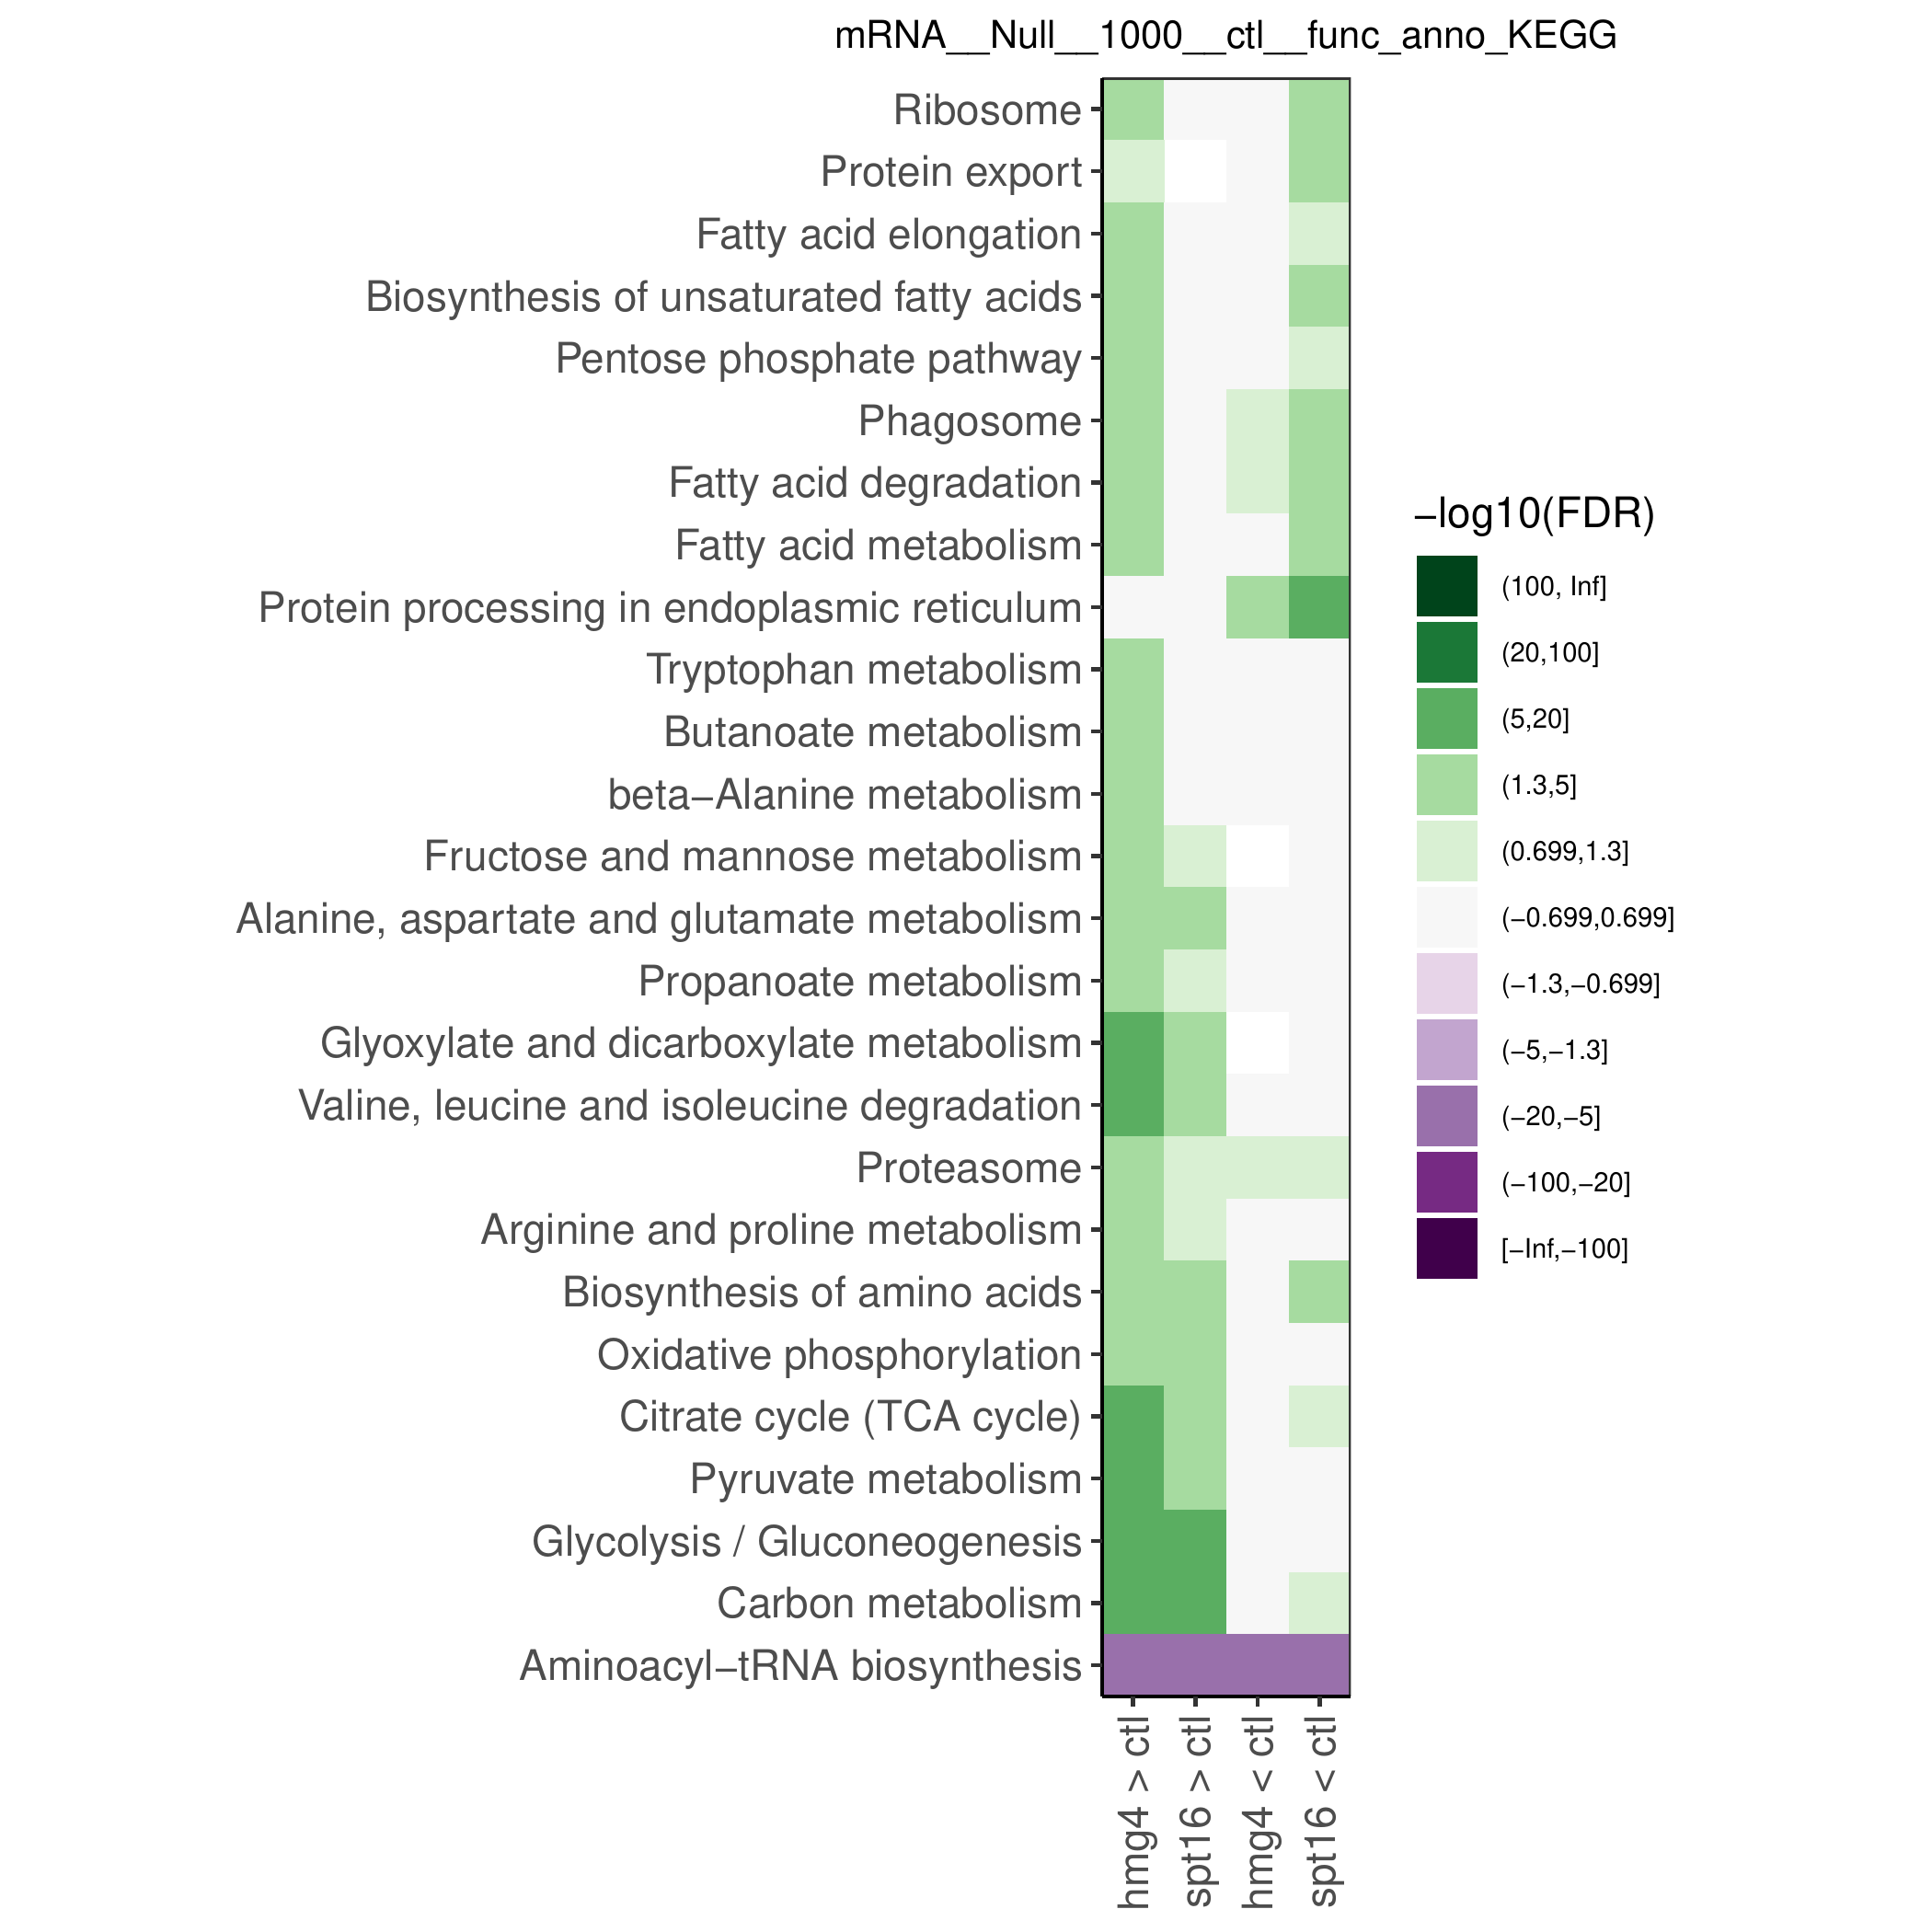 mRNA__Null__1000__ctl__func_anno_KEGG
Ribosome
Protein export
Fatty acid elongation
Biosynthesis of unsaturated fatty acids
Pentose phosphate pathway
Phagosome
Fatty acid degradation
Fatty acid metabolism
Protein processing in endoplasmic reticulum
Tryptophan metabolism
Butanoate metabolism
beta−Alanine metabolism
Fructose and mannose metabolism
Alanine, aspartate and glutamate metabolism
Propanoate metabolism
Glyoxylate and dicarboxylate metabolism
Valine, leucine and isoleucine degradation
Proteasome
Arginine and proline metabolism
Biosynthesis of amino acids
Oxidative phosphorylation
Citrate cycle (TCA cycle)
Pyruvate metabolism
Glycolysis / Gluconeogenesis
Carbon metabolism
Aminoacyl−tRNA biosynthesis
hmg4 > ctl
spt16 > ctl
hmg4 < ctl
spt16 < ctl
−log10(FDR)
(100, Inf]
(20,100]
(5,20]
(1.3,5]
(0.699,1.3]
(−0.699,0.699]
(−1.3,−0.699]
(−5,−1.3]
(−20,−5]
(−100,−20]
[−Inf,−100]